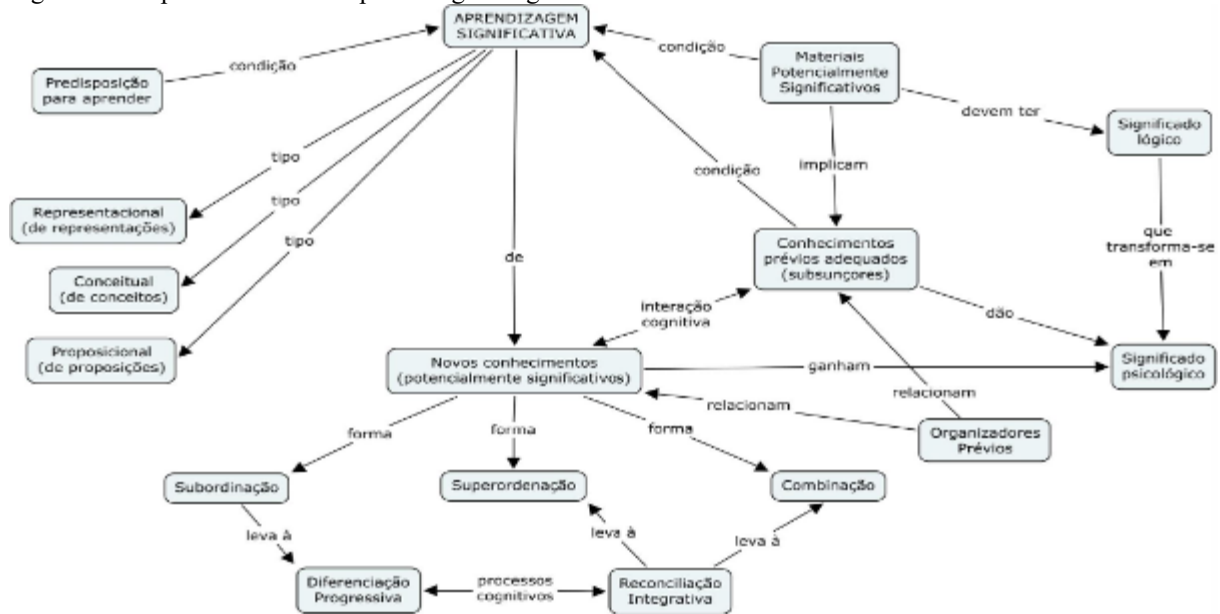 APRENDIZAGEM
SIGNIFICATIVA
condição
condição
Predisposição
para aprender
Materiais
Potencialmente
Significativos
devem ter
Significado
lógico
tipo
implicam
condição
tipo
Representacional
(de representações)
tipo
que
transforma-se
em
Conhecimentos
prévios adequados
(subsunçores)
de
Conceitual
(de conceitos)
interação
cognitiva
dão
Proposicional
(de proposições)
Novos conhecimentos
(potencialmente significativos)
ganham
Significado
psicológico
relacionam
relacionam
forma
forma
forma
Organizadores
Prévios
Subordinação
Superordenação
Combinação
leva à
leva à
leva à
Diferenciação
Progressiva
processos
cognitivos
Reconciliação
Integrativa